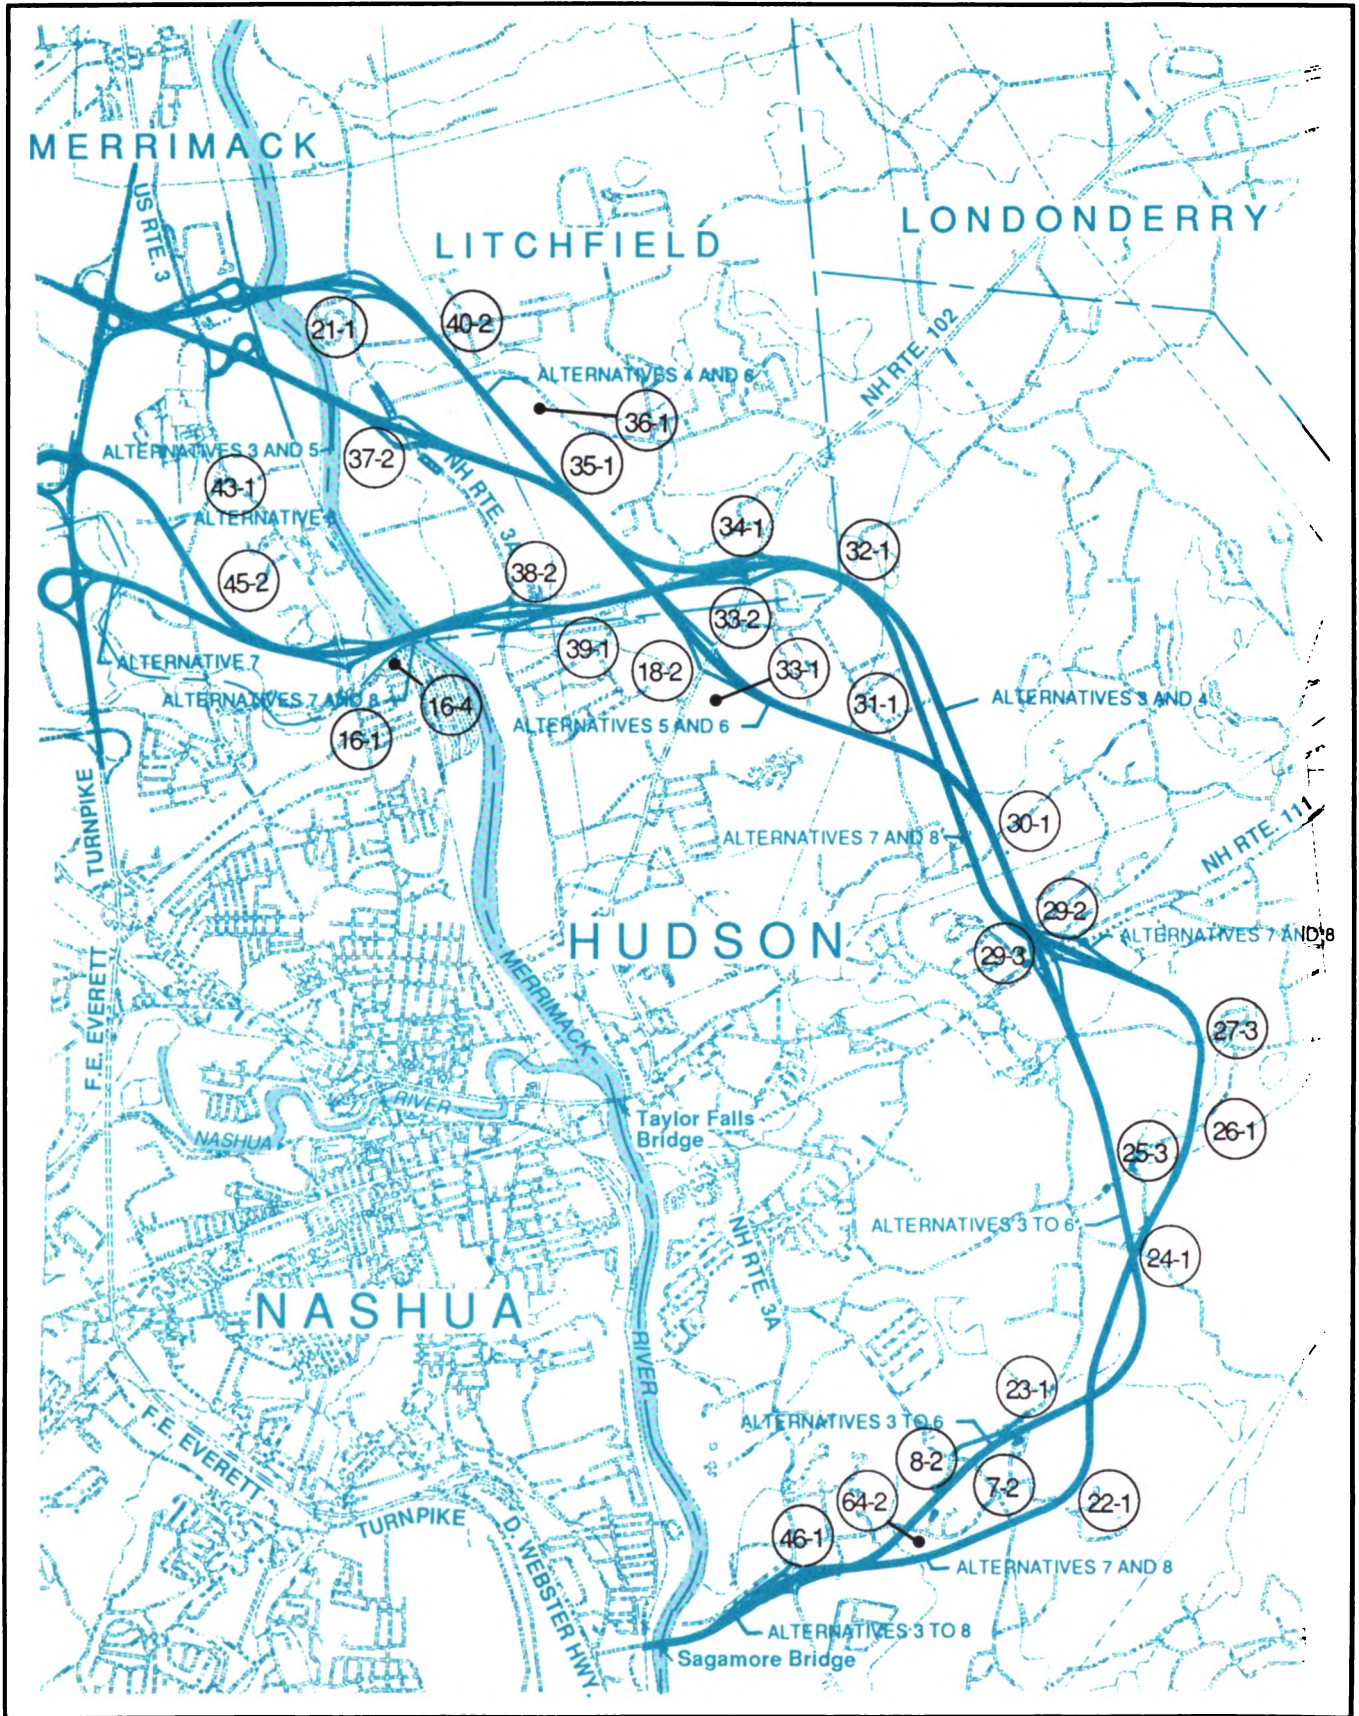 MERRIMACK
US RTE. 3
LITCHFIELD
LONDONDERRY
21-1
40-2
NH RTE. 102
ALTERNATIVES 4 AND 6
36-1
ALTERNATIVES 3 AND 5
37-2
35-1
43-1
NH RTE. 3A
ALTERNATIVE 8
34-1
32-1
45-2
38-2
33-2
39-1
18-2
33-1
ALTERNATIVE 7
ALTERNATIVES 7 AND 8
16-4
31-1
ALTERNATIVES 3 AND 4
ALTERNATIVES 5 AND 6
16-1
TURNPIKE
30-1
ALTERNATIVES 7 AND 8
NH RTE. 111
29-2
HUDSON
29-3
ALTERNATIVES 7 AND 8
F.E. EVERETT
MERRIMACK
27-3
RIVER
NASHUA
Taylor Falls
Bridge
26-1
25-3
ALTERNATIVES 3 TO 6
NH RTE. 3A
24-1
NASHUA
RIVER
23-1
ALTERNATIVES 3 TO 6
F.E. EVERETT
8-2
7-2
64-2
22-1
TURNPIKE
D. WEBSTER HWY.
46-1
ALTERNATIVES 7 AND 8
ALTERNATIVES 3 TO 8
Sagamore Bridge